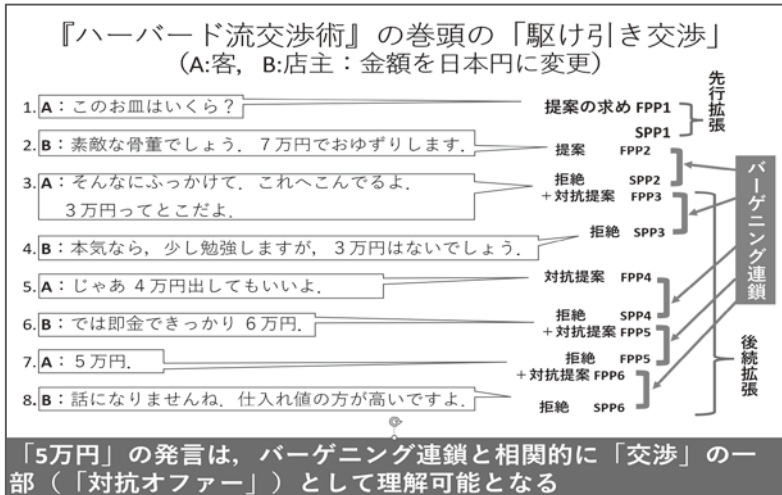 『ハーバード流交渉術』の巻頭の「駆け引き交渉」
(A:客, B:店主：金額を日本円に変更)
1. A：このお皿はいくら？
提案の求め FPP1
SPP1
先行拡張
2. B：素敵な骨董でしょう．７万円でおゆずりします．
提案 FPP2
3. A：そんなにふっかけて．これへこんでるよ．
３万円ってとこだよ．
拒絶 SPP2
＋対抗提案 FPP3
4. B：本気なら，少し勉強しますが，３万円はないでしょう．
拒絶 SPP3
5. A：じゃあ ４万円出してもいいよ．
対抗提案 FPP4
6. B：では即金できっかり ６万円．
拒絶 SPP4
＋対抗提案 FPP5
7. A：５万円．
拒絶 FPP5
＋対抗提案 FPP6
8. B：話になりませんね．仕入れ値の方が高いですよ．
拒絶 SPP6
バーゲニング連鎖
後続拡張
「5万円」の発言は，バーゲニング連鎖と相関的に「交渉」の一
部（「対抗オファー」）として理解可能となる